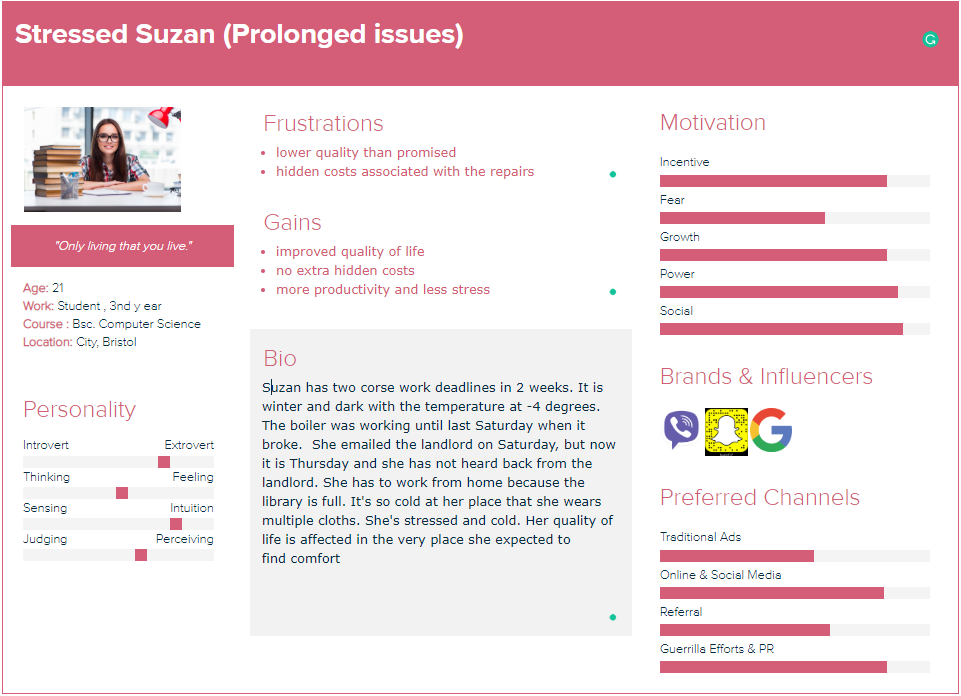 Stressed Suzan (Prolonged issues)
"Only living that you live."
Age: 21
Work: Student , 3nd y ear
Course : Bsc. Computer Science
Location: City, Bristol
Personality
Introvert Extrovert
Thinking Feeling
Sensing Intuition
Judging Perceiving
Frustrations
lower quality than promised
hidden costs associated with the repairs
Gains
improved quality of life
no extra hidden costs
more productivity and less stress
Bio
Suzan has two corse work deadlines in 2 weeks. It is
winter and dark with the temperature at -4 degrees.
The boiler was working until last Saturday when it
broke.  She emailed the landlord on Saturday, but now
it is Thursday and she has not heard back from the
landlord. She has to work from home because the
library is full. It's so cold at her place that she wears
multiple cloths. She's stressed and cold. Her quality of
life is affected in the very place she expected to
find comfort
Motivation
Incentive
Fear
Growth
Power
Social
Brands & Influencers
Preferred Channels
Traditional Ads
Online & Social Media
Referral
Guerrilla Efforts & PR